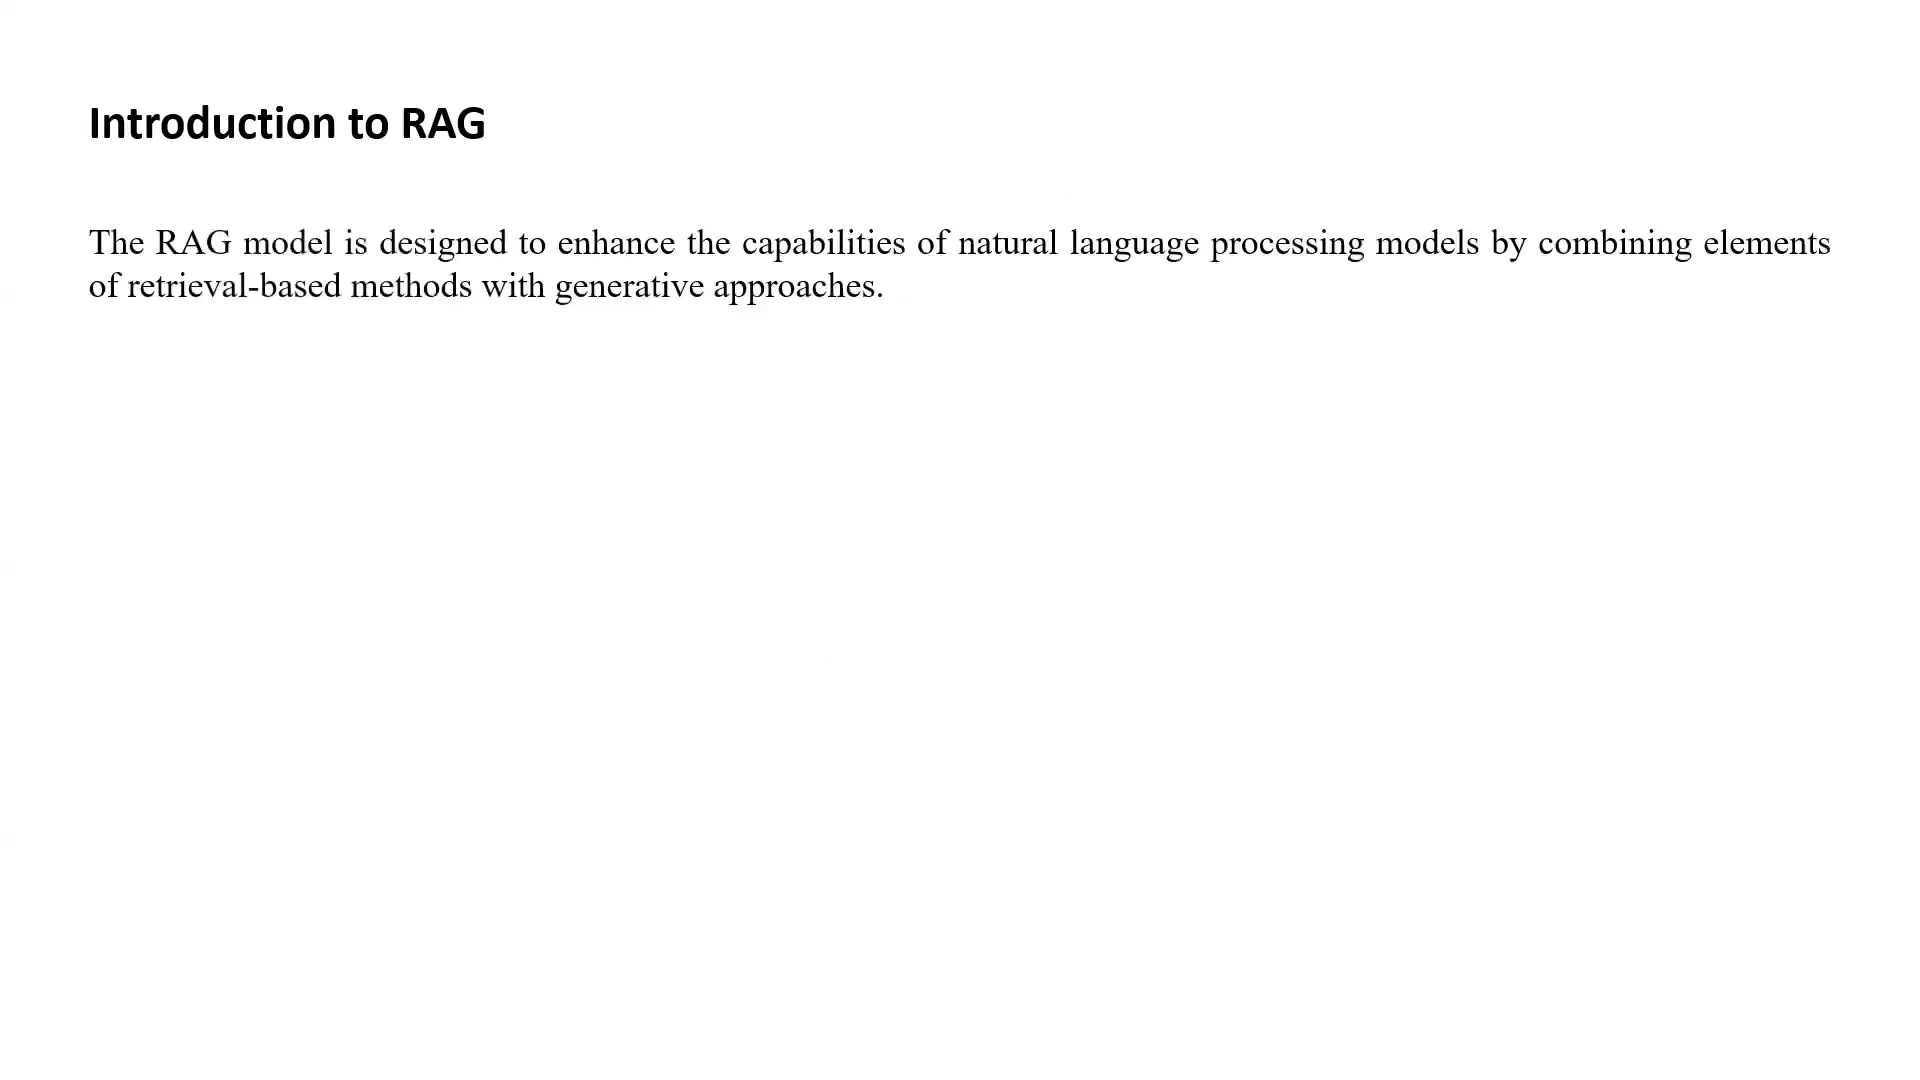 Introduction to RAG
The RAG model is designed to enhance the capabilities of natural language processing models by combining elements
of retrieval-based methods with generative approaches.